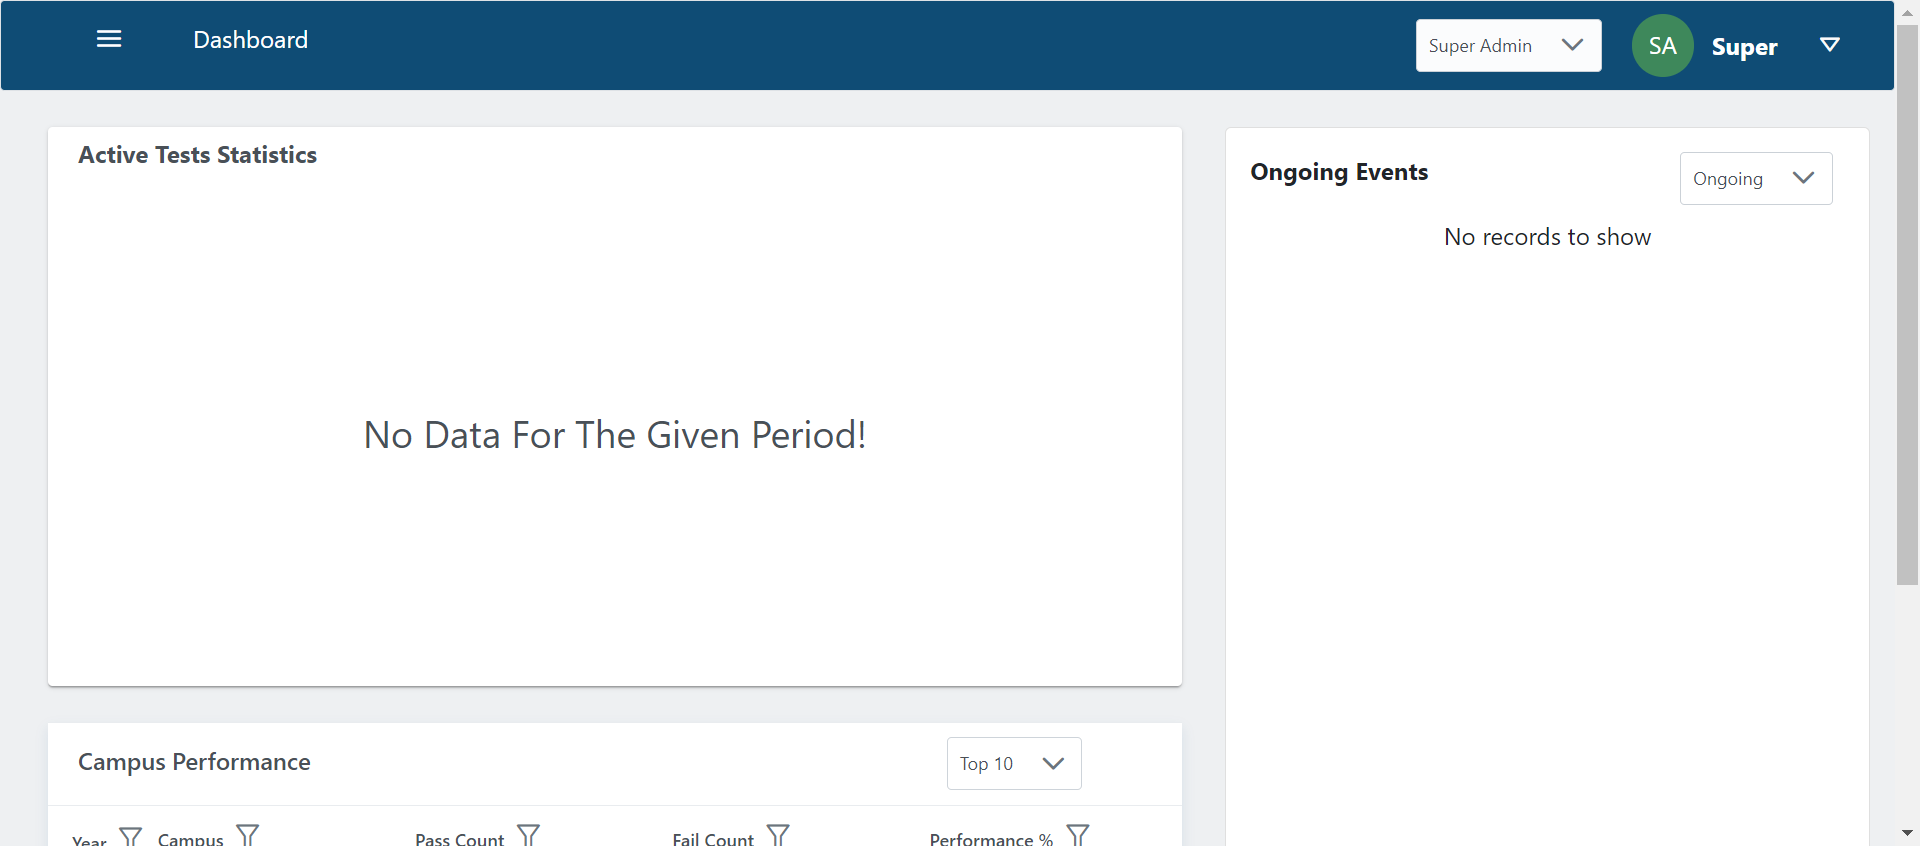 Dashboard
Super Admin
SA
Super
Active Tests Statistics
No Data For The Given Period!
Ongoing Events
Ongoing
No records to show
Campus Performance
Top 10
Year Campus Pass Count Fail Count Performance %